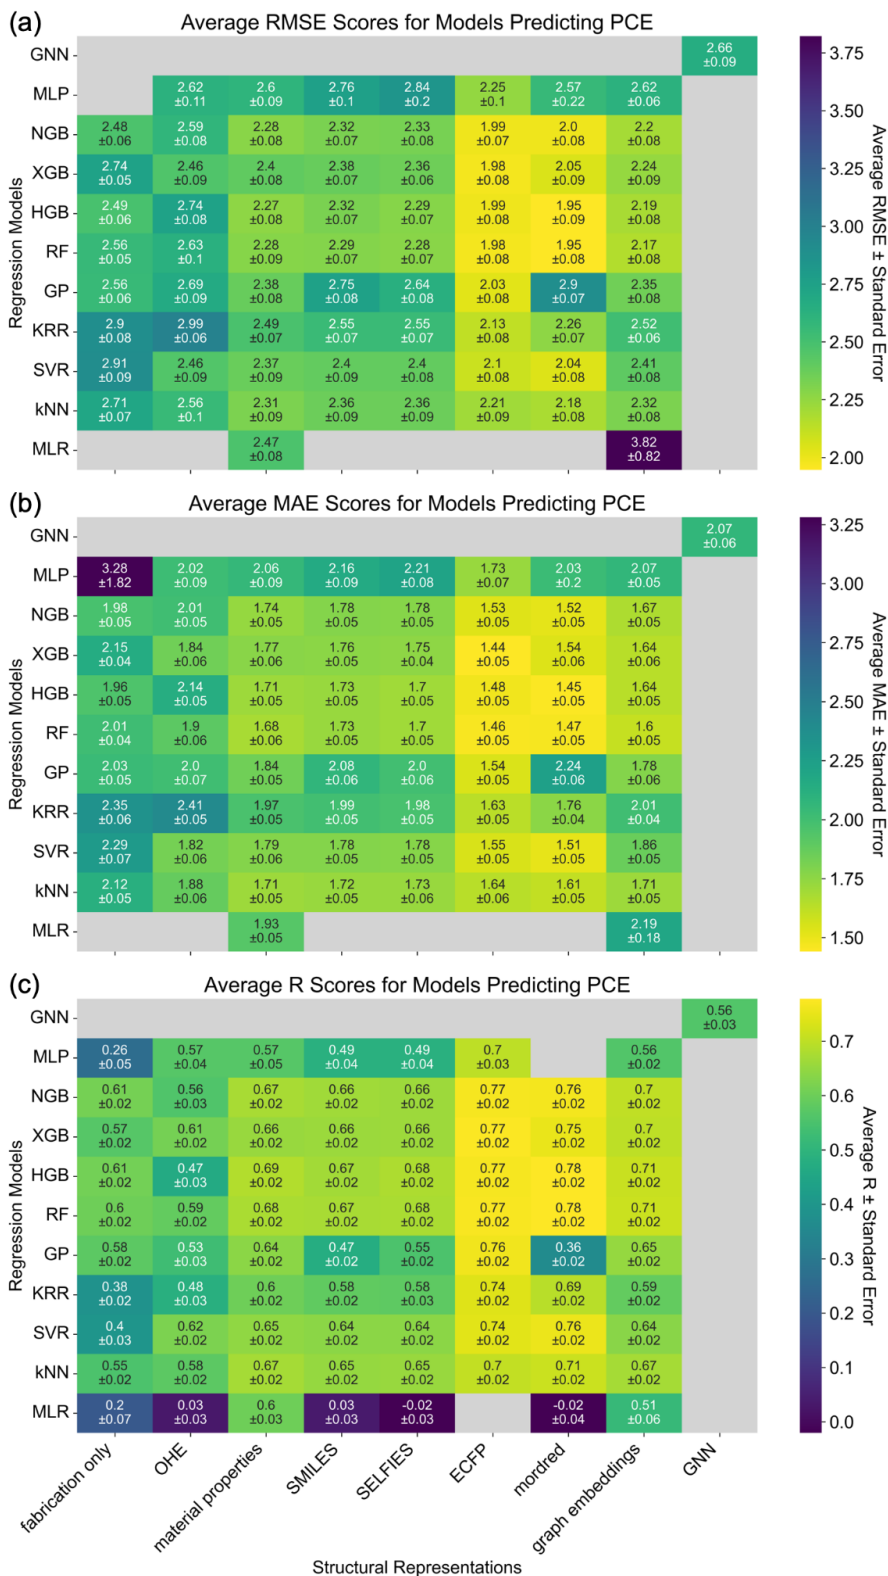 (a)
Average RMSE Scores for Models Predicting PCE
GNN
2.66
±0.09
MLP
2.62 2.6 2.76 2.84 2.25 2.57 2.62
±0.11 ±0.09 ±0.1 ±0.2 ±0.1 ±0.22 ±0.06
NGB
2.48 2.59 2.28 2.32 2.33 1.99 2.0 2.2
±0.06 ±0.08 ±0.08 ±0.07 ±0.08 ±0.07 ±0.08 ±0.08
XGB
2.74 2.46 2.4 2.38 2.36 1.98 2.05 2.24
±0.05 ±0.09 ±0.08 ±0.07 ±0.06 ±0.08 ±0.09 ±0.09
HGB
2.49 2.74 2.27 2.32 2.29 1.99 1.95 2.19
±0.06 ±0.08 ±0.08 ±0.07 ±0.07 ±0.08 ±0.09 ±0.08
RF
2.56 2.63 2.28 2.29 2.28 1.98 1.95 2.17
±0.05 ±0.1 ±0.09 ±0.07 ±0.07 ±0.08 ±0.08 ±0.08
GP
2.56 2.69 2.38 2.75 2.64 2.03 2.9 2.35
±0.06 ±0.09 ±0.08 ±0.08 ±0.08 ±0.08 ±0.07 ±0.08
KRR
2.9 2.99 2.49 2.55 2.55 2.13 2.26 2.52
±0.08 ±0.06 ±0.07 ±0.07 ±0.07 ±0.08 ±0.07 ±0.06
SVR
2.91 2.46 2.37 2.4 2.4 2.1 2.04 2.41
±0.09 ±0.09 ±0.09 ±0.09 ±0.09 ±0.08 ±0.08 ±0.08
kNN
2.71 2.56 2.31 2.36 2.36 2.21 2.18 2.32
±0.07 ±0.1 ±0.09 ±0.09 ±0.09 ±0.09 ±0.08 ±0.08
MLR
2.47 3.82
±0.08 ±0.82
Regression Models
3.75
3.50
3.25
3.00
2.75
2.50
2.25
2.00
Average RMSE ± Standard Error
(b)
Average MAE Scores for Models Predicting PCE
GNN
2.07
±0.06
MLP
3.28 2.02 2.06 2.16 2.21 1.73 2.03 2.07
±1.82 ±0.09 ±0.09 ±0.09 ±0.08 ±0.07 ±0.2 ±0.05
NGB
1.98 2.01 1.74 1.78 1.78 1.53 1.52 1.67
±0.05 ±0.05 ±0.05 ±0.05 ±0.05 ±0.05 ±0.05 ±0.05
XGB
2.15 1.84 1.77 1.76 1.75 1.44 1.54 1.64
±0.04 ±0.06 ±0.06 ±0.05 ±0.04 ±0.05 ±0.06 ±0.06
HGB
1.96 2.14 1.71 1.73 1.7 1.48 1.45 1.64
±0.05 ±0.05 ±0.05 ±0.05 ±0.05 ±0.05 ±0.05 ±0.05
RF
2.01 1.9 1.68 1.73 1.7 1.46 1.47 1.6
±0.04 ±0.06 ±0.06 ±0.05 ±0.05 ±0.05 ±0.05 ±0.05
GP
2.03 2.0 1.84 2.08 2.0 1.54 2.24 1.78
±0.05 ±0.07 ±0.05 ±0.06 ±0.06 ±0.05 ±0.06 ±0.06
KRR
2.35 2.41 1.97 1.99 1.98 1.63 1.76 2.01
±0.06 ±0.05 ±0.05 ±0.05 ±0.05 ±0.05 ±0.04 ±0.04
SVR
2.29 1.82 1.79 1.78 1.78 1.55 1.51 1.86
±0.07 ±0.06 ±0.06 ±0.05 ±0.05 ±0.05 ±0.05 ±0.05
kNN
2.12 1.88 1.71 1.72 1.73 1.64 1.61 1.71
±0.05 ±0.06 ±0.05 ±0.05 ±0.06 ±0.06 ±0.05 ±0.05
MLR
1.93 2.19
±0.05 ±0.18
Regression Models
3.25
3.00
2.75
2.50
2.25
2.00
1.75
1.50
Average MAE ± Standard Error
(c)
Average R Scores for Models Predicting PCE
GNN
0.56
±0.03
MLP
0.26 0.57 0.57 0.49 0.49 0.7 0.56
±0.05 ±0.04 ±0.05 ±0.04 ±0.04 ±0.03 ±0.02
NGB
0.61 0.56 0.67 0.66 0.66 0.77 0.76 0.7
±0.02 ±0.03 ±0.02 ±0.02 ±0.02 ±0.02 ±0.02 ±0.02
XGB
0.57 0.61 0.66 0.66 0.66 0.77 0.75 0.7
±0.02 ±0.02 ±0.02 ±0.02 ±0.02 ±0.02 ±0.02 ±0.02
HGB
0.61 0.47 0.69 0.67 0.68 0.77 0.78 0.71
±0.02 ±0.03 ±0.02 ±0.02 ±0.02 ±0.02 ±0.02 ±0.02
RF
0.6 0.59 0.68 0.67 0.68 0.77 0.78 0.71
±0.02 ±0.02 ±0.02 ±0.02 ±0.02 ±0.02 ±0.02 ±0.02
GP
0.58 0.53 0.64 0.47 0.55 0.76 0.36 0.65
±0.02 ±0.03 ±0.02 ±0.02 ±0.02 ±0.02 ±0.02 ±0.02
KRR
0.38 0.48 0.6 0.58 0.58 0.74 0.69 0.59
±0.02 ±0.03 ±0.02 ±0.02 ±0.03 ±0.02 ±0.02 ±0.02
SVR
0.4 0.62 0.65 0.64 0.64 0.74 0.76 0.64
±0.03 ±0.02 ±0.02 ±0.02 ±0.02 ±0.02 ±0.02 ±0.02
kNN
0.55 0.58 0.67 0.65 0.65 0.7 0.71 0.67
±0.02 ±0.02 ±0.02 ±0.02 ±0.02 ±0.02 ±0.02 ±0.02
MLR
0.2 0.03 0.6 0.03 -0.02 -0.02 0.51
±0.07 ±0.03 ±0.03 ±0.03 ±0.03 ±0.04 ±0.06
Regression Models
0.7
0.6
0.5
0.4
0.3
0.2
0.1
0.0
Average R ± Standard Error
fabrication only
OHE
material properties
SMILES
SELFIES
ECFP
mordred
graph embeddings
GNN
Structural Representations